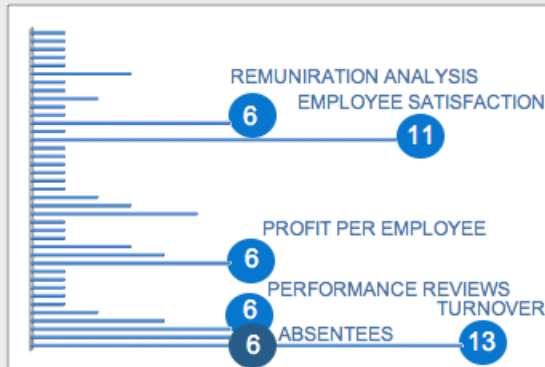 REMUNIRATION ANALYSIS
6
EMPLOYEE SATISFACTION
11
PROFIT PER EMPLOYEE
6
PERFORMANCE REVIEWS
6
TURNOVER
ABSENTEES
6
13